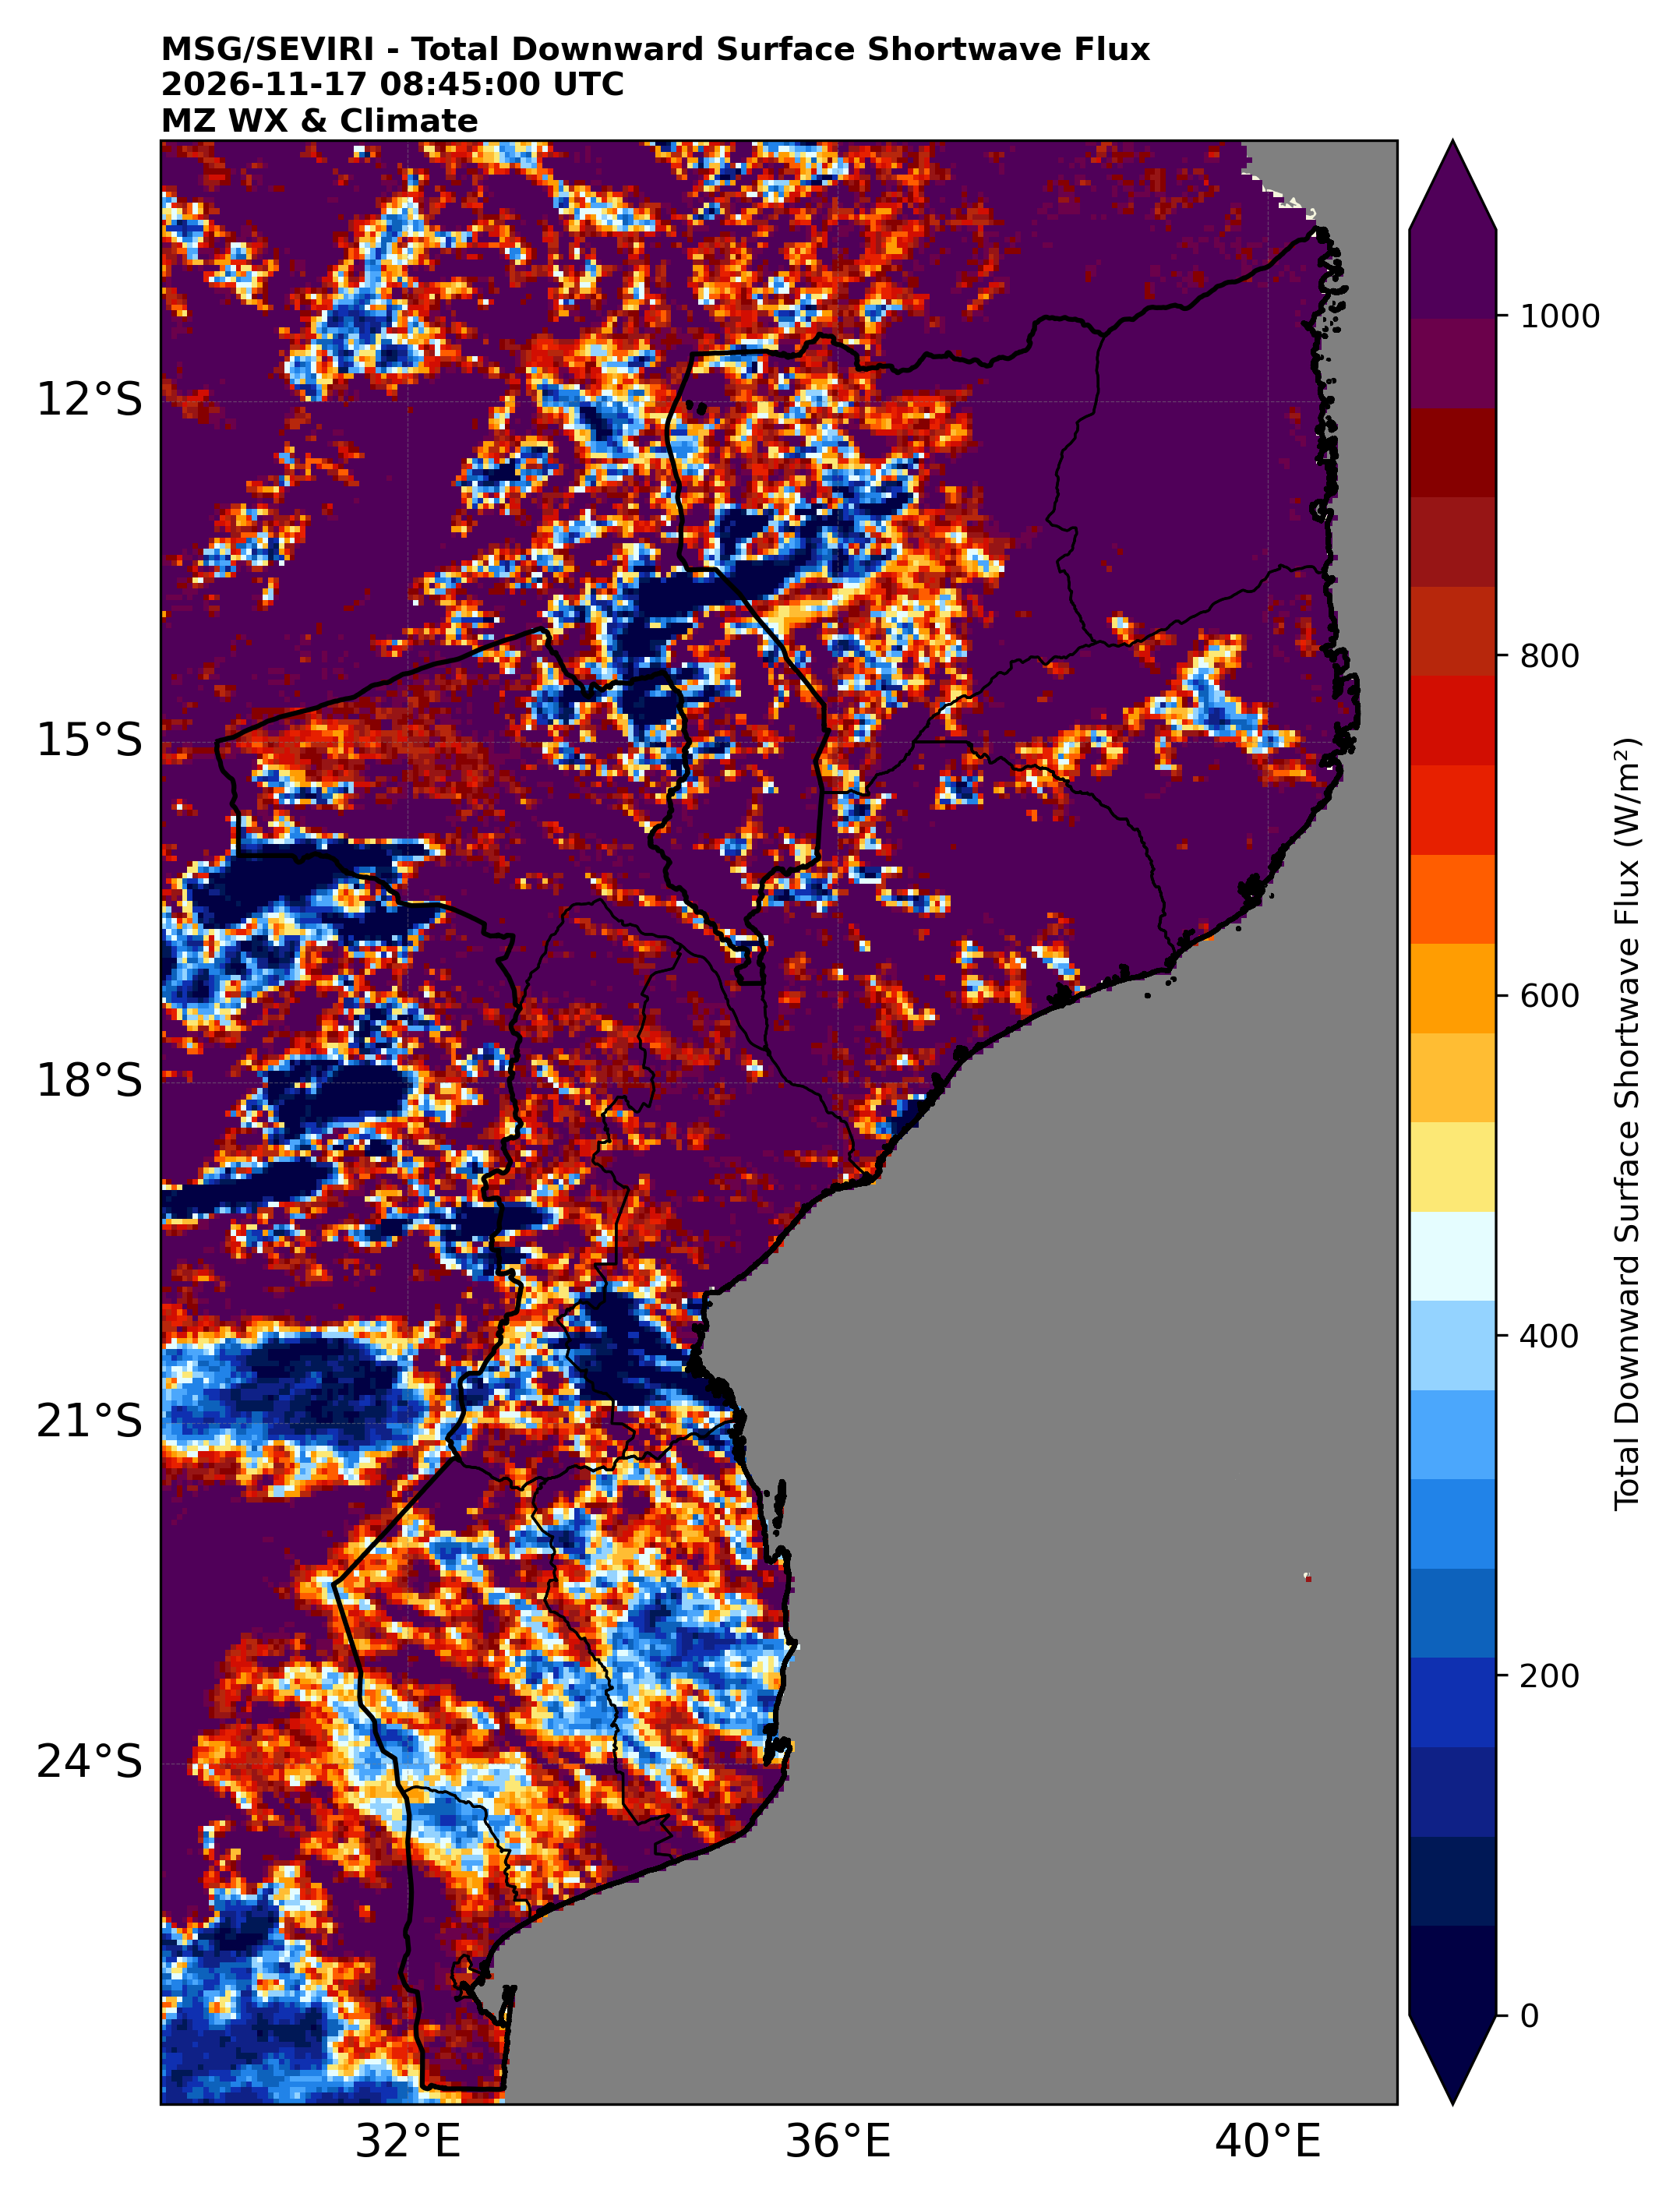 MSG/SEVIRI - Total Downward Surface Shortwave Flux
2026-11-17 08:45:00 UTC
MZ WX & Climate
12°S
15°S
18°S
21°S
24°S
32°E
36°E
40°E
1000
800
600
400
200
0
Total Downward Surface Shortwave Flux (W/m²)